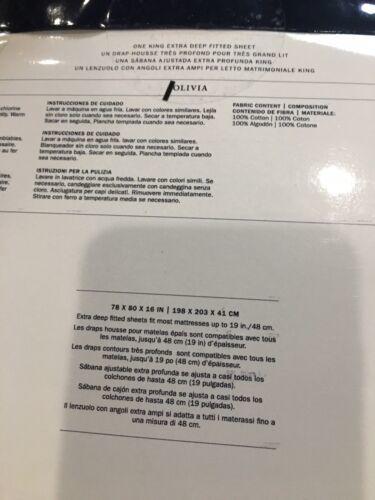 ONE KING EXTRA DEEP FITTED SHEET
UN DRAP-HOUSSE TRÈS PROFOND POUR TRÈS GRAND LIT
UNA SÁBANA AJUSTADA EXTRA PROFUNDA KING
UN LENZUOLO CON ANGOLI EXTRA AMPI PER LETTO MATRIMONIALE KING
OLIVIA
chlorine
Warm
INSTRUCCIONES DE CUIDADO
Lavar a máquina en agua fría. Lavar con colores similares. Lejía
sin cloro solo cuando sea necesario. Secar a temperatura baja.
Sacar en seguida. Plancha templada cuando sea necesario.
INSTRUCCIONES DE CUIDADO
Lavar a máquina en agua fría. lavar con colores similares.
Blanqueador sin cloro solo cuando sea necesario. Secar a
temperatura baja. Sacar en seguida. Plancha templada cuando
sea necesario.
ISTRUZIONI PER LA PULIZIA
Lavare in lavatrice con acqua fredda. Lavare con colori simili. Se
necessario, candeggiare esclusivamente con candeggina senza
cloro. Asciugatura per capi delicati. Rimuovere immediatamente.
Stirare con ferro a temperatura media se necessario.
FABRIC CONTENT | COMPOSITION
CONTENIDO DE FIBRA | MATERIALE:
100% Cotton | 100% Coton
100% Algodón | 100% Cotone
78 X 80 X 16 IN | 198 X 203 X 41 CM
Extra deep fitted sheets fit most mattresses up to 19 in./48 cm.
Les draps housse pour matelas épais sont compatibles avec tous
les matelas, jusqu'à 48 cm (19 in) d'épaisseur.
Les draps contours très profonds sont compatibles avec tous les
matelas, jusqu'à 19 po (48 cm) d'épaisseur.
Sábana ajustable extra profunda se ajusta a casi todos los
colchones de hasta 48 cm (19 pulgadas).
Sábana de cajón extra profunda se ajusta a casi todos los
colchones de hasta 48 cm (19 pulgadas).
Il lenzuolo con angoli extra ampi si adatta a tutti i materassi fino a
una misura di 48 cm.